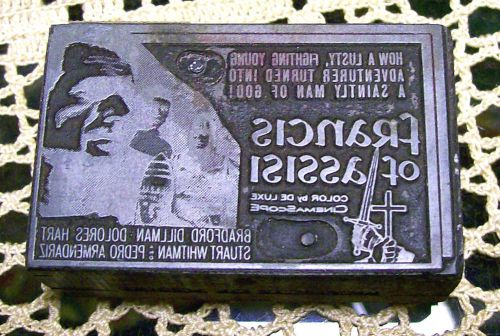 HOW A LUSTY, FIGHTING YOUNG
ADVENTURER TURNED INTO
A SAINTLY MAN OF GOD!
fRANCIS
of ASSISI
COLOR by DE LUXE
CINEMASCOPE
BRADFORD DILLMAN · DOLORES HART
STUART WHITMAN · PEDRO ARMENDARIZ